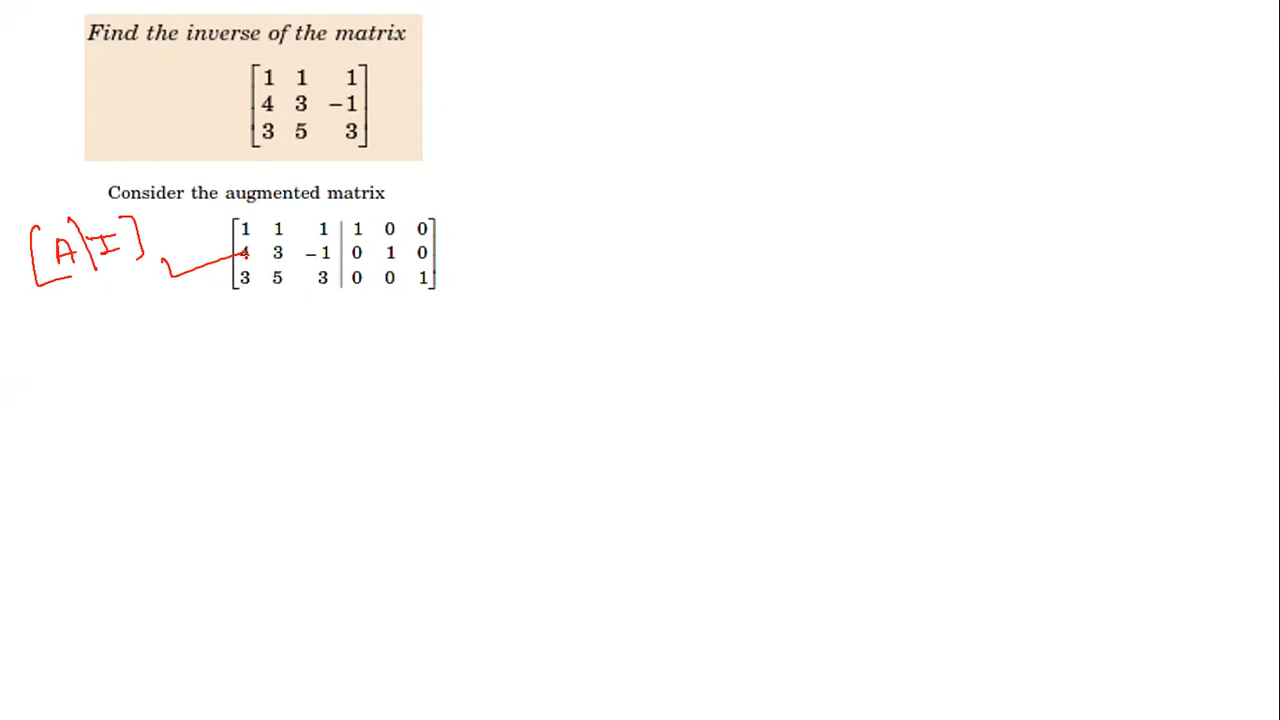 Find the inverse of the matrix
1 1 1
4 3 −1
3 5 3
Consider the augmented matrix
[A|I]
1 1 1 | 1 0 0
4 3 −1 | 0 1 0
3 5 3 | 0 0 1